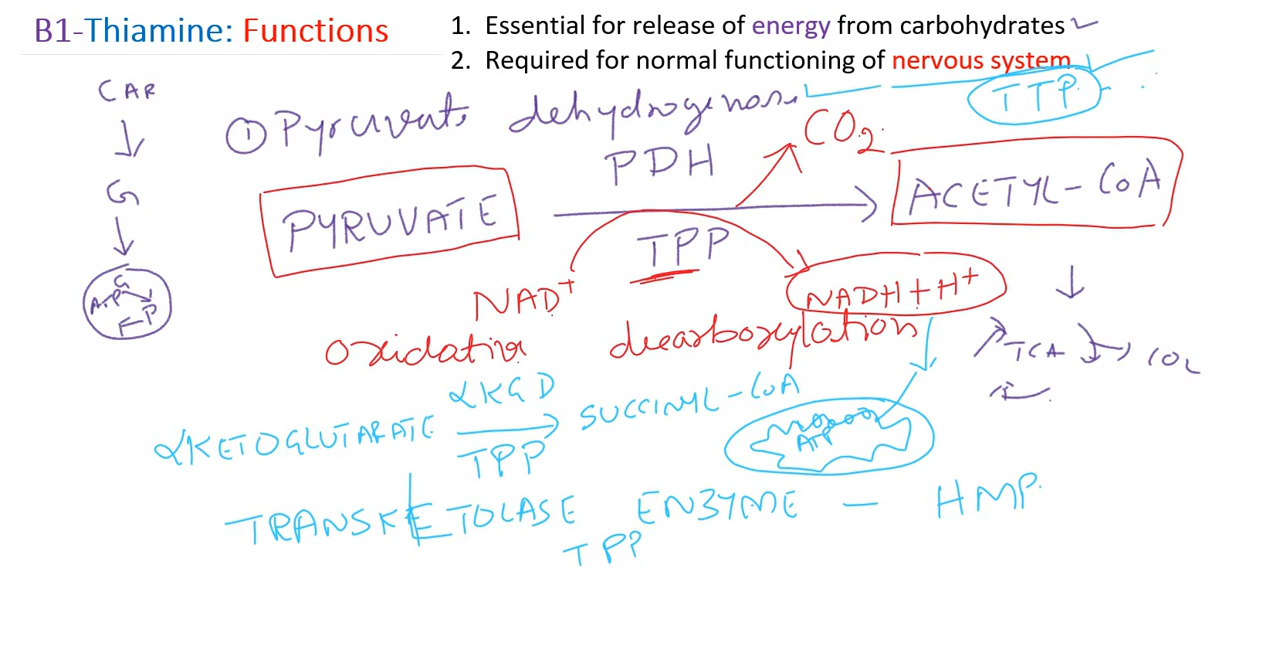 B1-Thiamine: Functions
1. Essential for release of energy from carbohydrates
2. Required for normal functioning of nervous system
TTP
CAR
G
G
ATP
P
① Pyruvate dehydrogenase
PDH
CO₂
PYRUVATE
ACETYL-CoA
TPP
NAD⁺
NADH+H⁺
oxidative decarboxylation
TCA
CO₂
αKETOGLUTARATE
αKGD
TPP
SUCCINYL-CoA
ATP
TRANSKETOLASE ENZYME — HMP
TPP